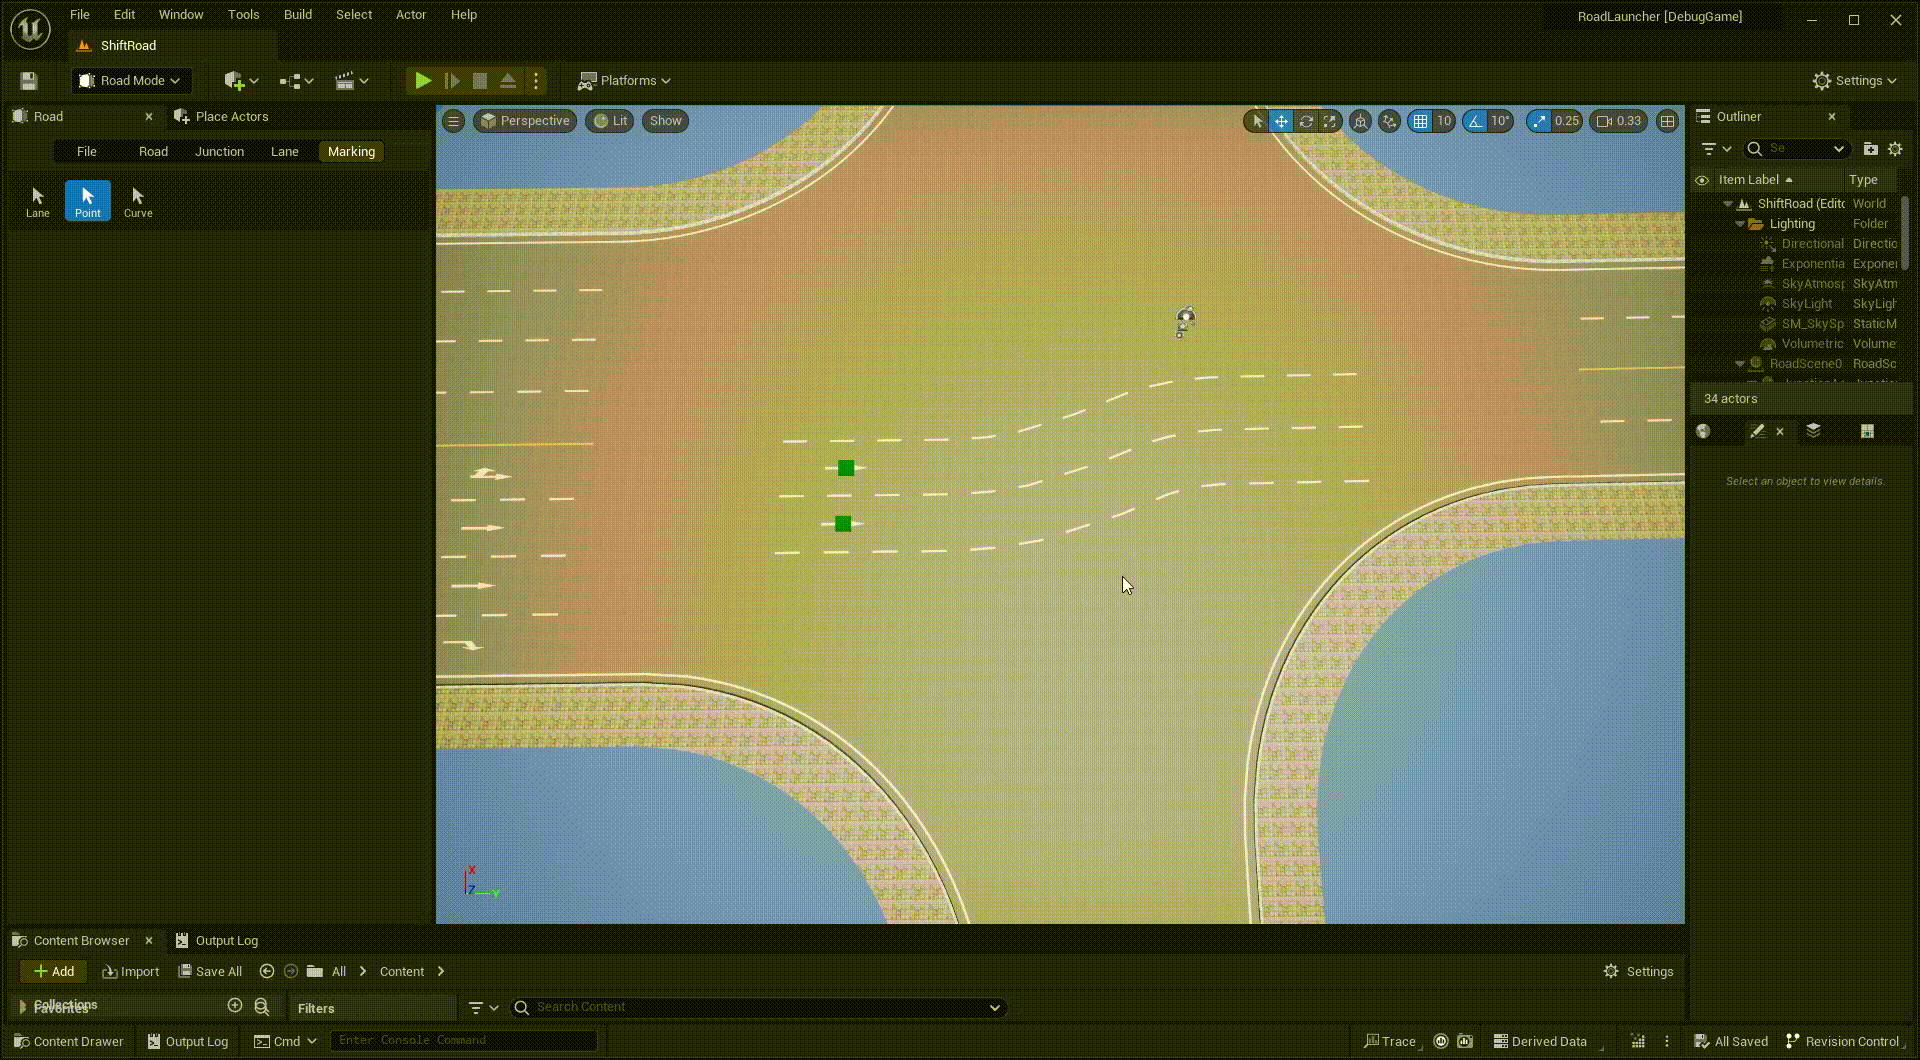 File Edit Window Tools Build Select Actor Help
RoadLauncher [DebugGame]
ShiftRoad
Road Mode
Platforms
Settings
Road
Place Actors
File Road Junction Lane Marking
Lane Point Curve
Perspective Lit Show
10 10° 0.25 0.33
X
Z Y
Outliner
Se
Item Label Type
ShiftRoad (Edito World
Lighting Folder
Directional Directio
Exponentia Exponen
SkyAtmosp SkyAtm
SkyLight SkyLigh
SM_SkySp StaticM
Volumetric Volume
RoadScene0 RoadSc
34 actors
Select an object to view details.
Content Browser Output Log
Add Import Save All All Content Settings
Collections
Favorites
Filters
Search Content
Content Drawer Output Log Cmd Enter Console Command Trace Derived Data All Saved Revision Control